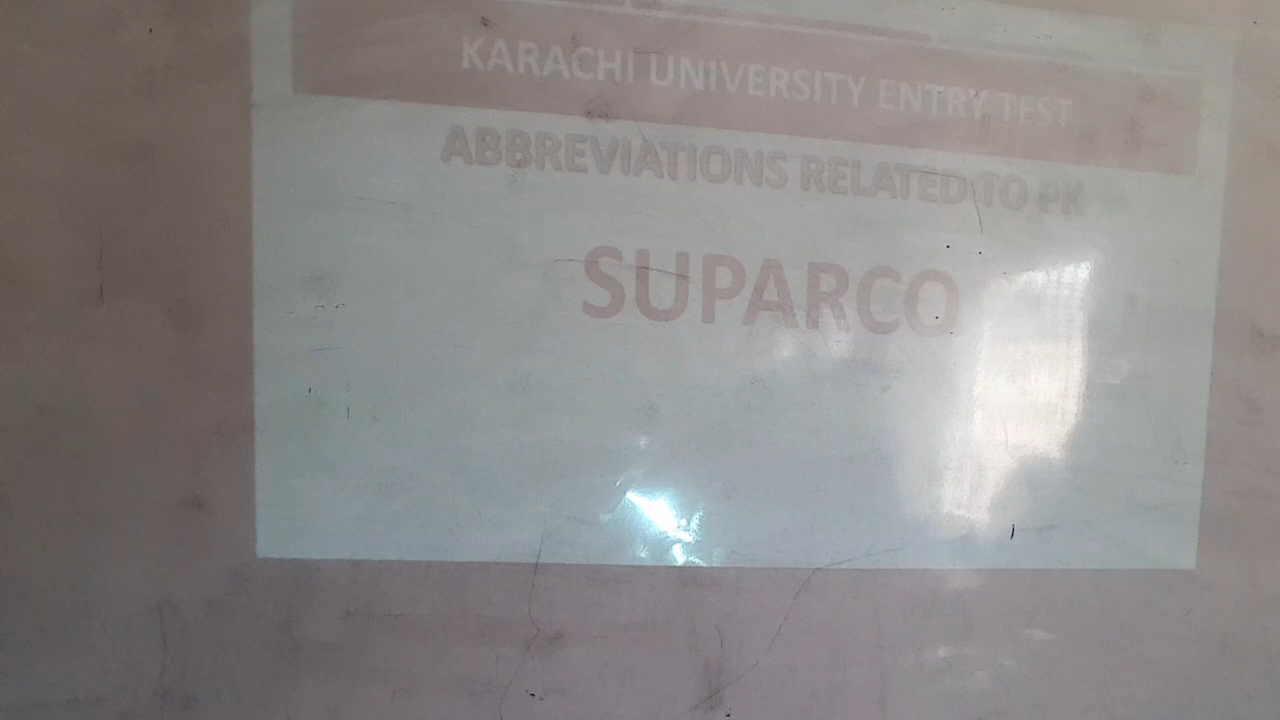 KARACHI UNIVERSITY ENTRY TEST
ABBREVIATIONS RELATED TO PK
SUPARCO